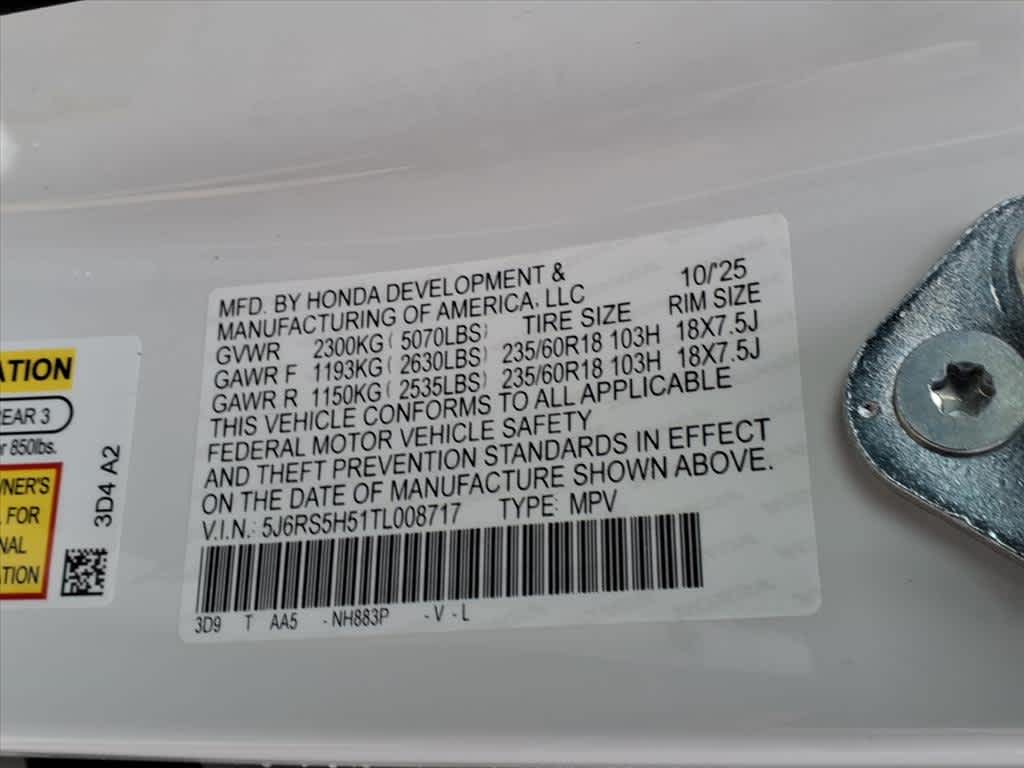 MFD. BY HONDA DEVELOPMENT & 10/'25
MANUFACTURING OF AMERICA, LLC
GVWR 2300KG ( 5070LBS) TIRE SIZE RIM SIZE
GAWR F 1193KG ( 2630LBS) 235/60R18 103H 18X7.5J
GAWR R 1150KG ( 2535LBS) 235/60R18 103H 18X7.5J
THIS VEHICLE CONFORMS TO ALL APPLICABLE
FEDERAL MOTOR VEHICLE SAFETY
AND THEFT PREVENTION STANDARDS IN EFFECT
ON THE DATE OF MANUFACTURE SHOWN ABOVE.
V.I.N.: 5J6RS5H51TL008717 TYPE: MPV
3D9 T AA5 - NH883P - V - L
ATION
REAR 3
850lbs.
NER'S
FOR
NAL
ATION
3D4 A2